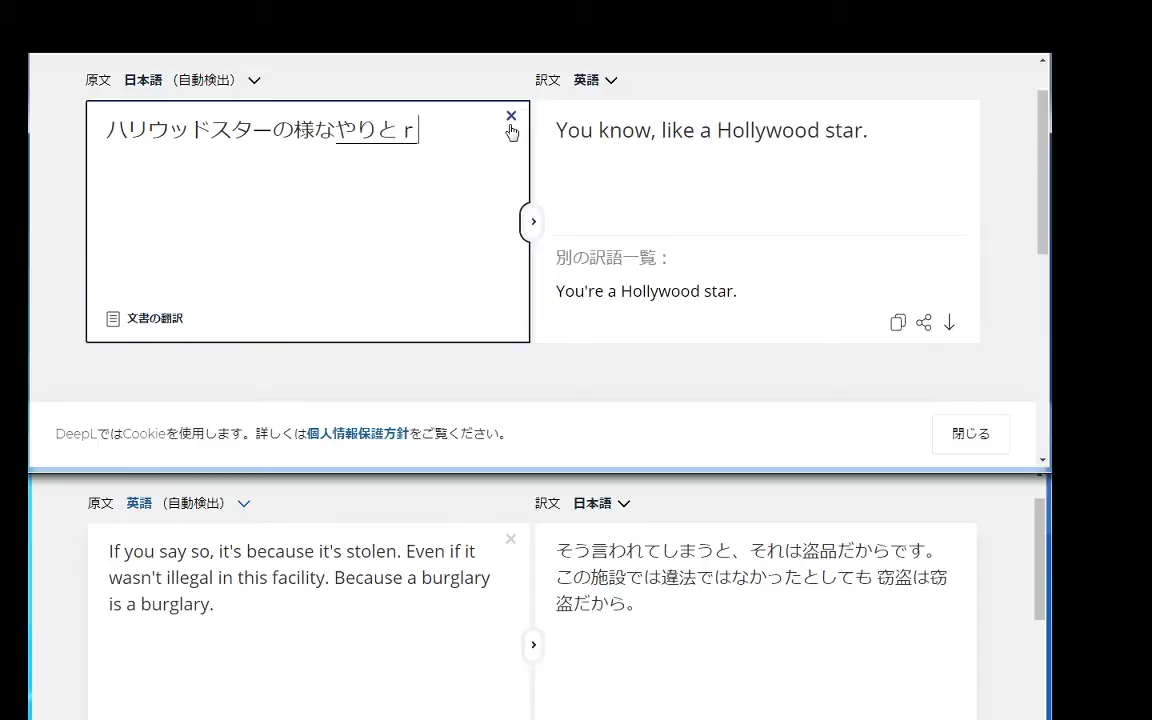 原文 日本語 （自動検出）
訳文 英語
ハリウッドスターの様なやりとｒ
You know, like a Hollywood star.
別の訳語一覧：
You're a Hollywood star.
文書の翻訳
DeepLではCookieを使用します。詳しくは個人情報保護方針をご覧ください。
閉じる
原文 英語 （自動検出）
訳文 日本語
If you say so, it's because it's stolen. Even if it
wasn't illegal in this facility. Because a burglary
is a burglary.
そう言われてしまうと、それは盗品だからです。
この施設では違法ではなかったとしても 窃盗は窃
盗だから。